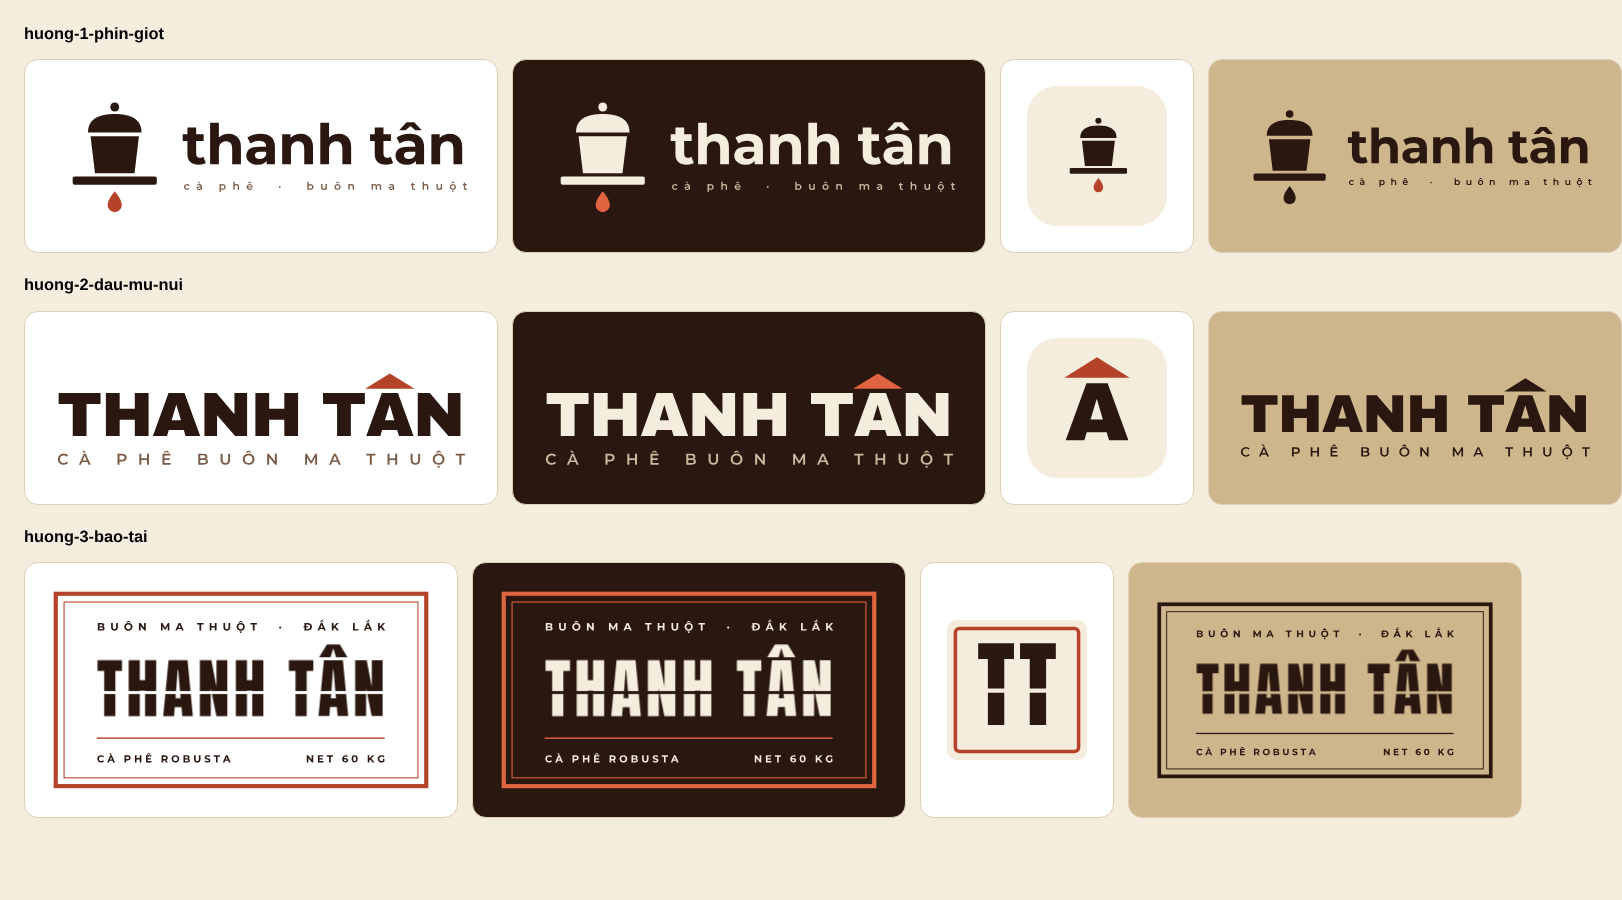 huong-1-phin-giot
thanh tân
cà phê · buôn ma thuột
thanh tân
cà phê · buôn ma thuột
thanh tân
cà phê · buôn ma thuột
huong-2-dau-mu-nui
THANH TÂN
CÀ PHÊ BUÔN MA THUỘT
THANH TÂN
CÀ PHÊ BUÔN MA THUỘT
Â
THANH TÂN
CÀ PHÊ BUÔN MA THUỘT
huong-3-bao-tai
BUÔN MA THUỘT · ĐẮK LẮK
THANH TÂN
CÀ PHÊ ROBUSTA NET 60 KG
BUÔN MA THUỘT · ĐẮK LẮK
THANH TÂN
CÀ PHÊ ROBUSTA NET 60 KG
TT
BUÔN MA THUỘT · ĐẮK LẮK
THANH TÂN
CÀ PHÊ ROBUSTA NET 60 KG